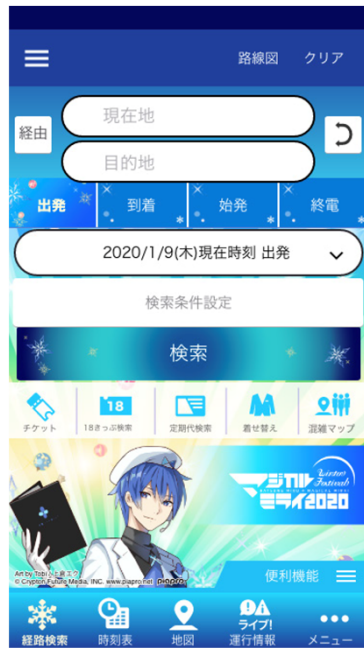 路線図 クリア
現在地
経由
目的地
出発 到着 始発 終電
2020/1/9(木)現在時刻 出発
検索条件設定
検索
18
チケット 18きっぷ検索 定期代検索 着せ替え 混雑マップ
マジカル
ミライ2020
Winter
Festival
Art by
© Crypton Future Media, INC. www.piapro.net piapro
便利機能
ライブ!
経路検索 時刻表 地図 運行情報 メニュー